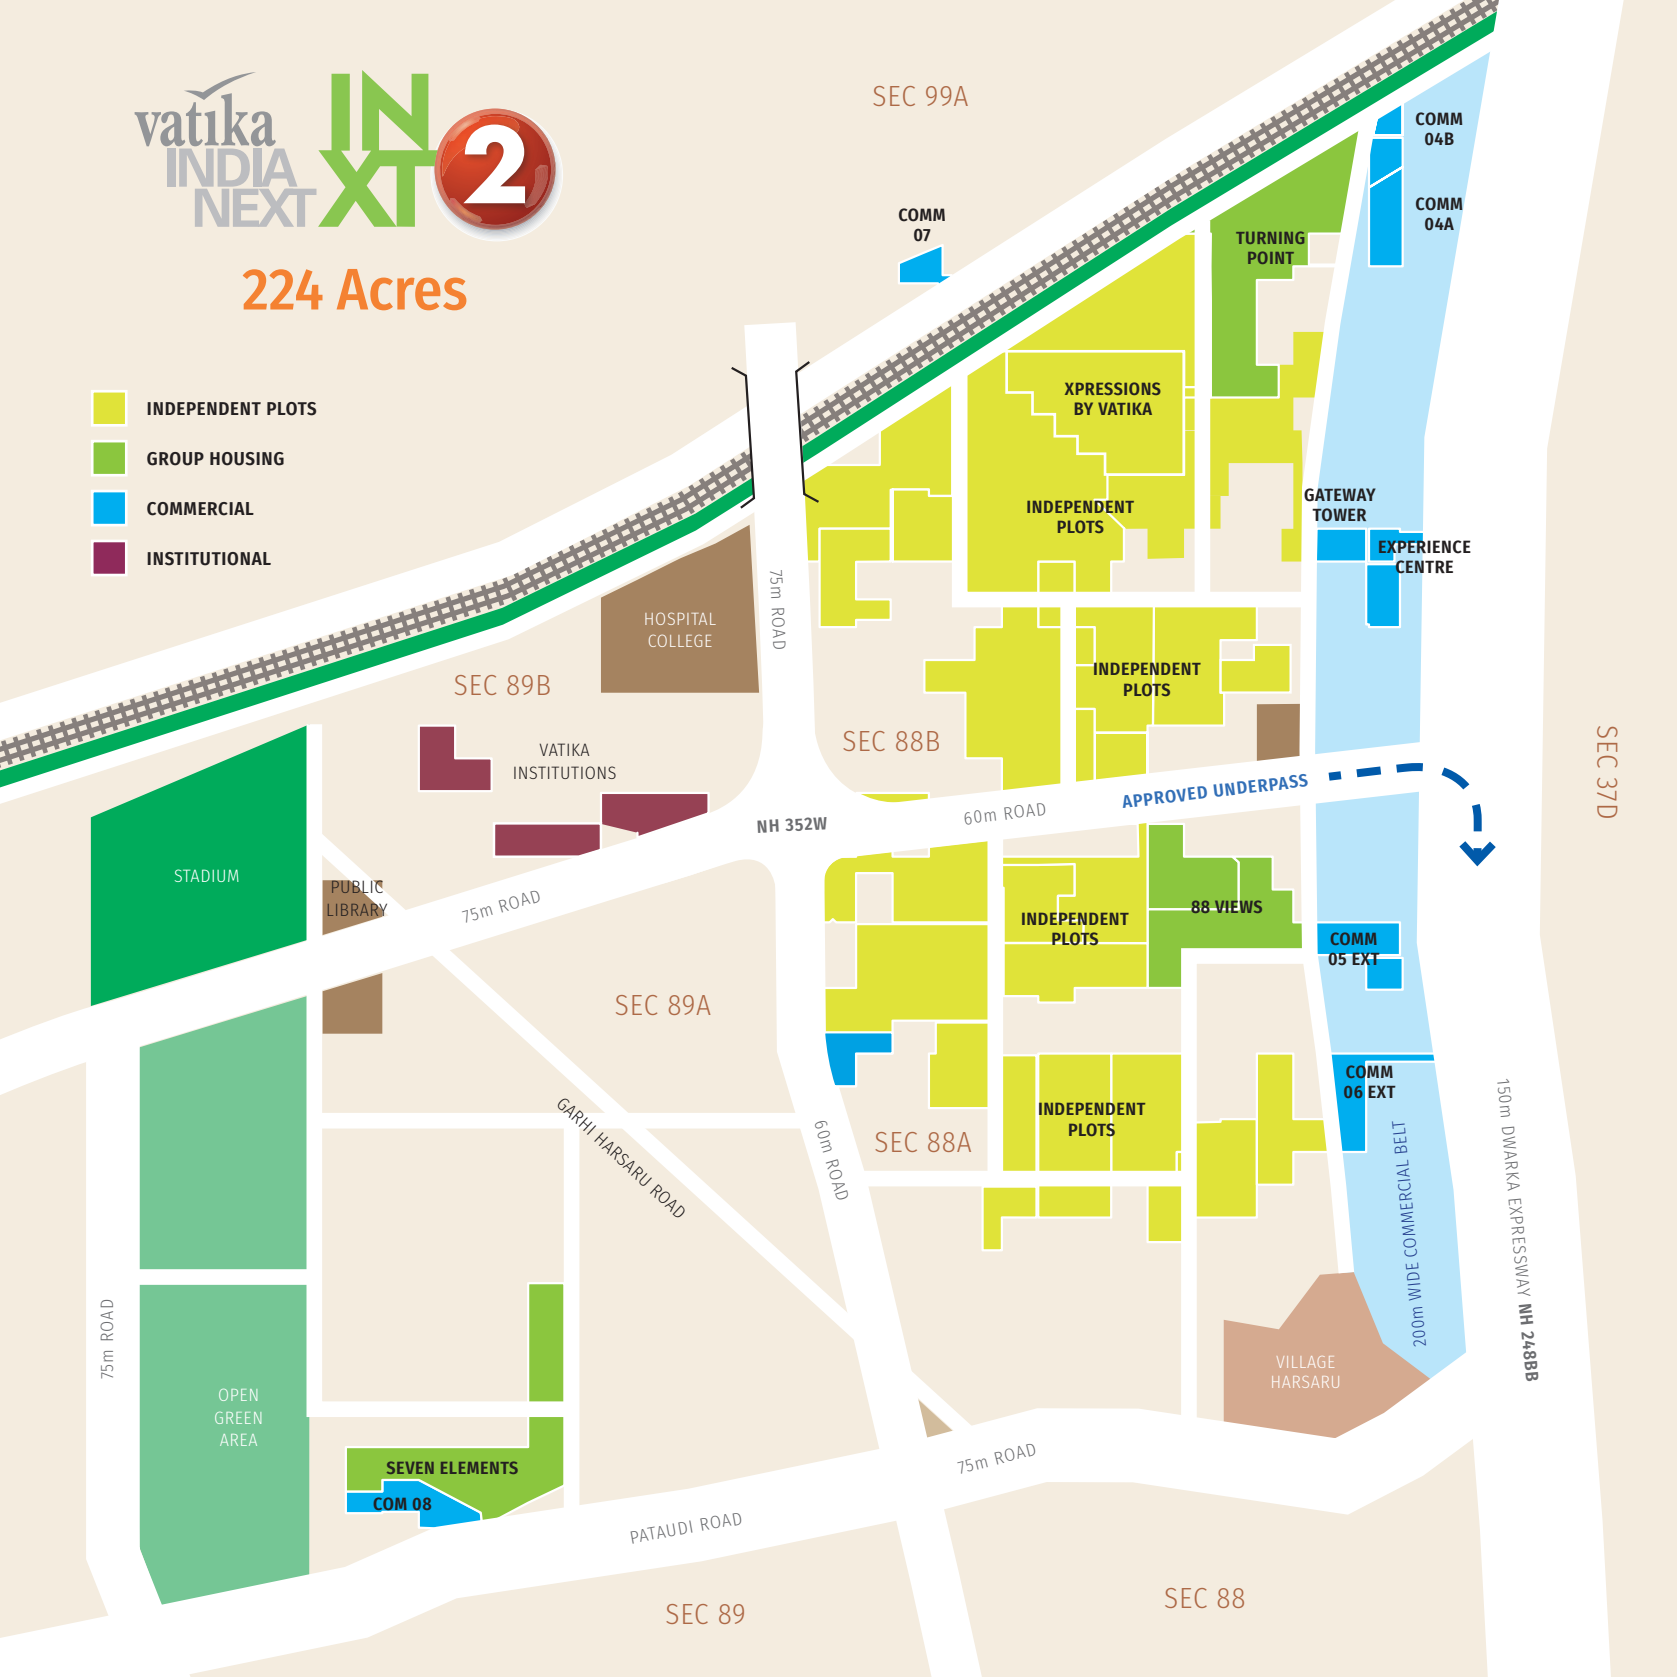 vatika
INDIA
NEXT
IN
XT
2
224 Acres
INDEPENDENT PLOTS
GROUP HOUSING
COMMERCIAL
INSTITUTIONAL
SEC 99A
COMM
07
COMM
04B
COMM
04A
TURNING
POINT
XPRESSIONS
BY VATIKA
INDEPENDENT
PLOTS
GATEWAY
TOWER
EXPERIENCE
CENTRE
HOSPITAL
COLLEGE
75m ROAD
SEC 89B
INDEPENDENT
PLOTS
SEC 88B
VATIKA
INSTITUTIONS
SEC 37D
APPROVED UNDERPASS
60m ROAD
NH 352W
STADIUM
PUBLIC
LIBRARY
75m ROAD
INDEPENDENT
PLOTS
88 VIEWS
COMM
05 EXT
SEC 89A
COMM
06 EXT
INDEPENDENT
PLOTS
GARHI HARSARU ROAD
60m ROAD
SEC 88A
200m WIDE COMMERCIAL BELT
150m DWARKA EXPRESSWAY NH 248BB
75m ROAD
VILLAGE
HARSARU
OPEN
GREEN
AREA
SEVEN ELEMENTS
COM 08
75m ROAD
PATAUDI ROAD
SEC 89
SEC 88